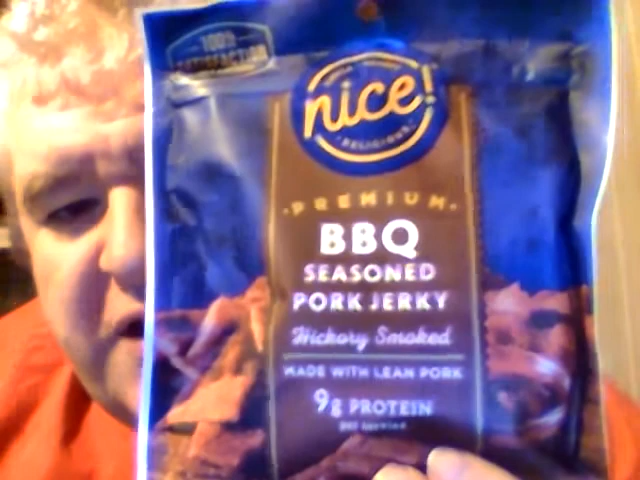 100%
SATISFACTION
nice!
DELICIOUS
PREMIUM
BBQ
SEASONED
PORK JERKY
Hickory Smoked
MADE WITH LEAN PORK
9g PROTEIN
PER SERVING